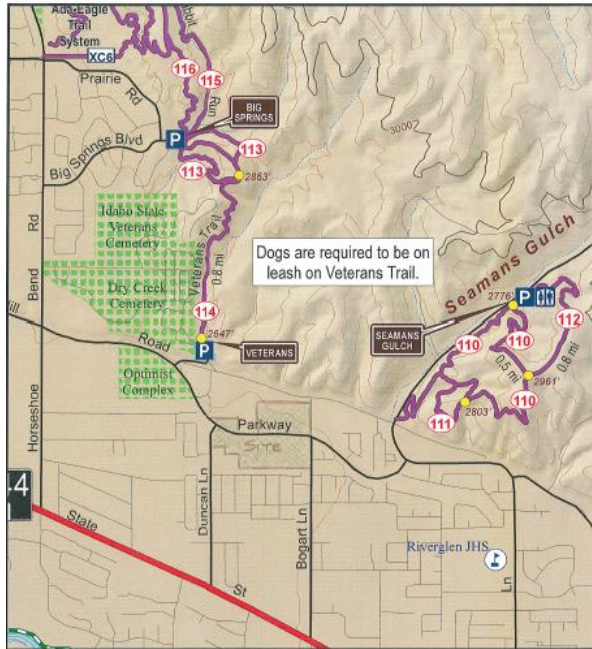 Ada-Eagle
Trail
System
XC6
Prairie
Rd
116
115
Run
BIG
SPRINGS
P
Big Springs Blvd
113
113
2863'
3000'
Idaho State
Veterans
Cemetery
Veterans Trail
0.8 mi
Dogs are required to be on
leash on Veterans Trail.
Seamans Gulch
2776'
P
112
Bend
Rd
Dry Creek
Cemetery
114
2647'
SEAMANS
GULCH
110
110
0.5 mi
0.8 mi
Road
P
VETERANS
2961'
110
Optimist
Complex
111
2803'
Horseshoe
Parkway
SITE
44
Duncan Ln
Bogart Ln
State
St
Riverglen JHS
Ln